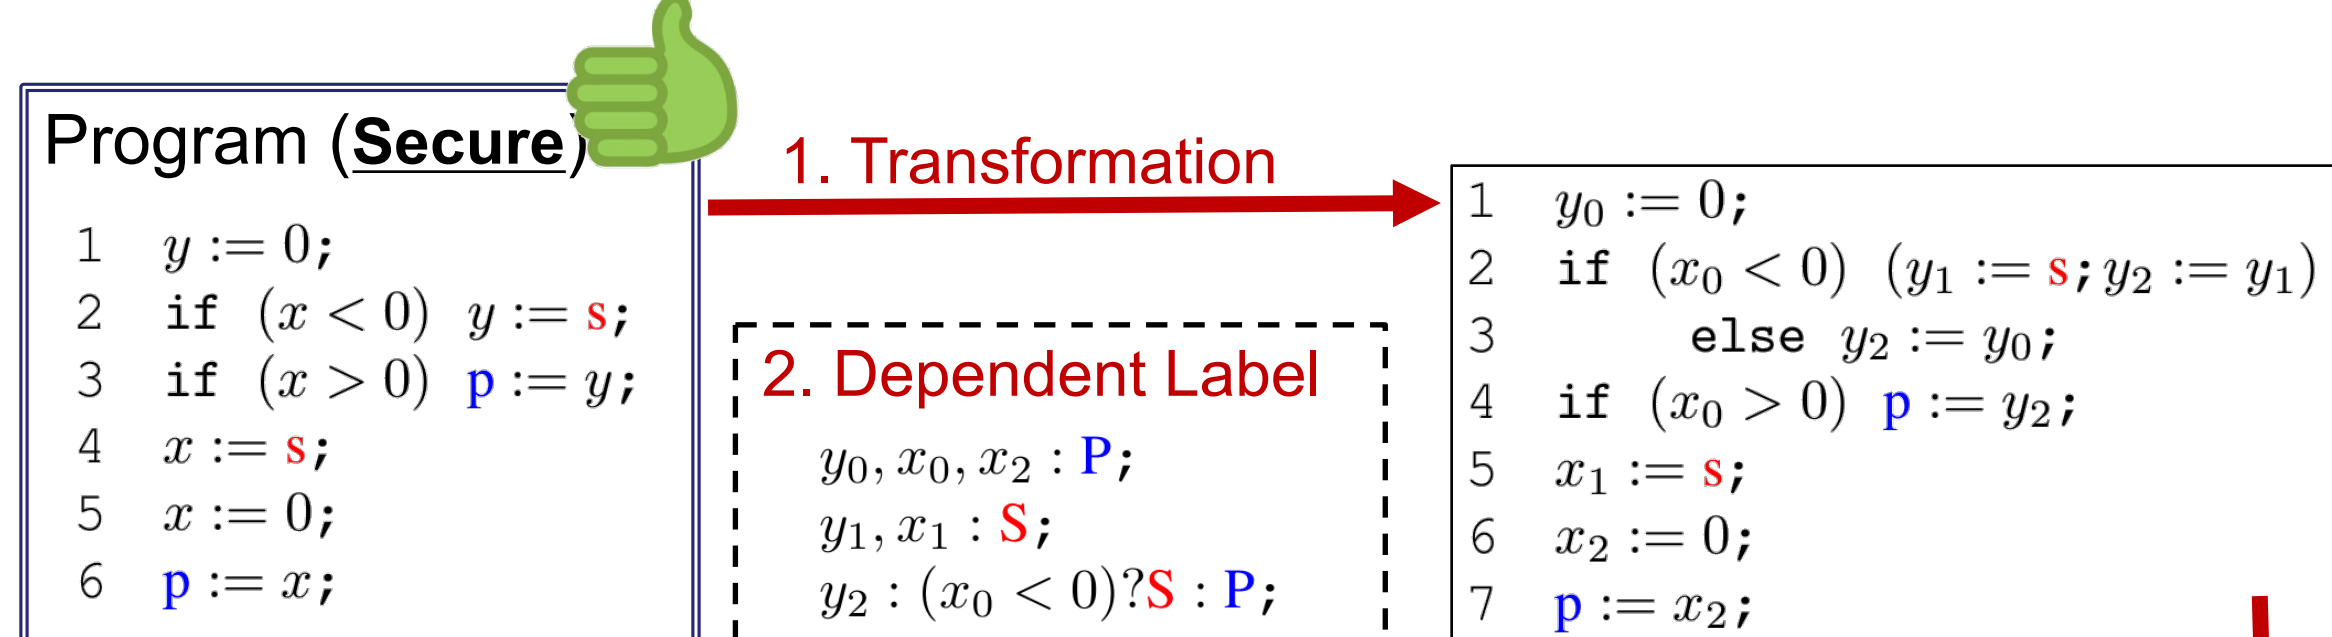 Program (Secure)
1 y := 0;
2 if (x < 0) y := s;
3 if (x > 0) p := y;
4 x := s;
5 x := 0;
6 p := x;
1. Transformation
2. Dependent Label
y₀, x₀, x₂ : P;
y₁, x₁ : S;
y₂ : (x₀ < 0)?S : P;
1 y₀ := 0;
2 if (x₀ < 0) (y₁ := s; y₂ := y₁)
3 else y₂ := y₀;
4 if (x₀ > 0) p := y₂;
5 x₁ := s;
6 x₂ := 0;
7 p := x₂;